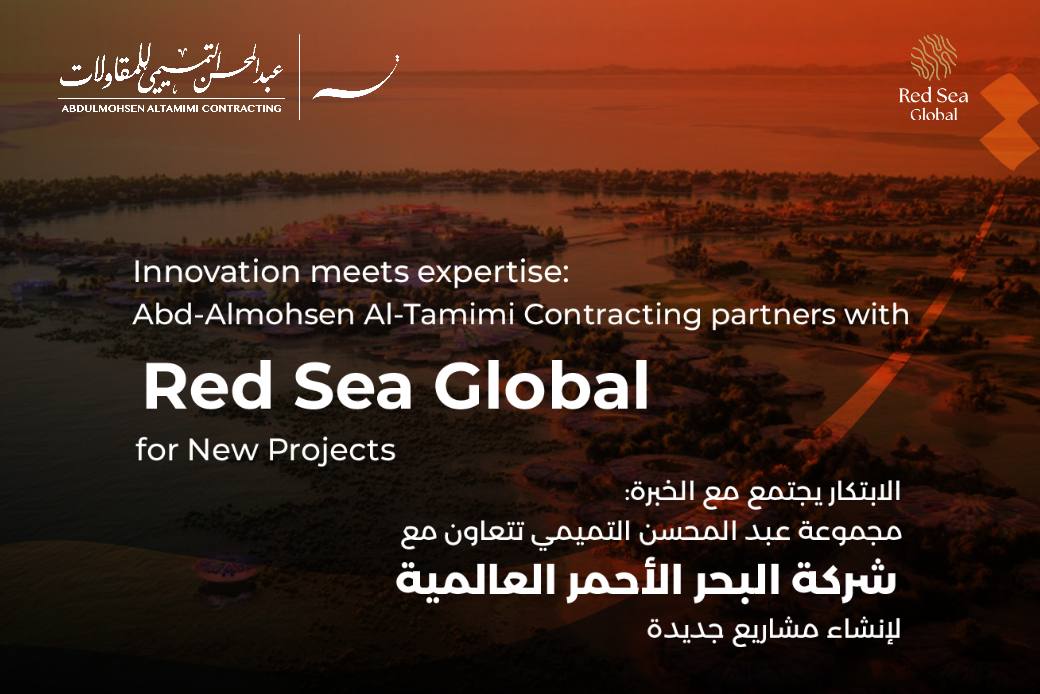 عبدالمحسن التميمي للمقاولات
ABDULMOHSEN ALTAMIMI CONTRACTING
Red Sea
Global
Innovation meets expertise:
Abd-Almohsen Al-Tamimi Contracting partners with
Red Sea Global
for New Projects
الابتكار يجتمع مع الخبرة:
مجموعة عبد المحسن التميمي تتعاون مع
شركة البحر الأحمر العالمية
لإنشاء مشاريع جديدة